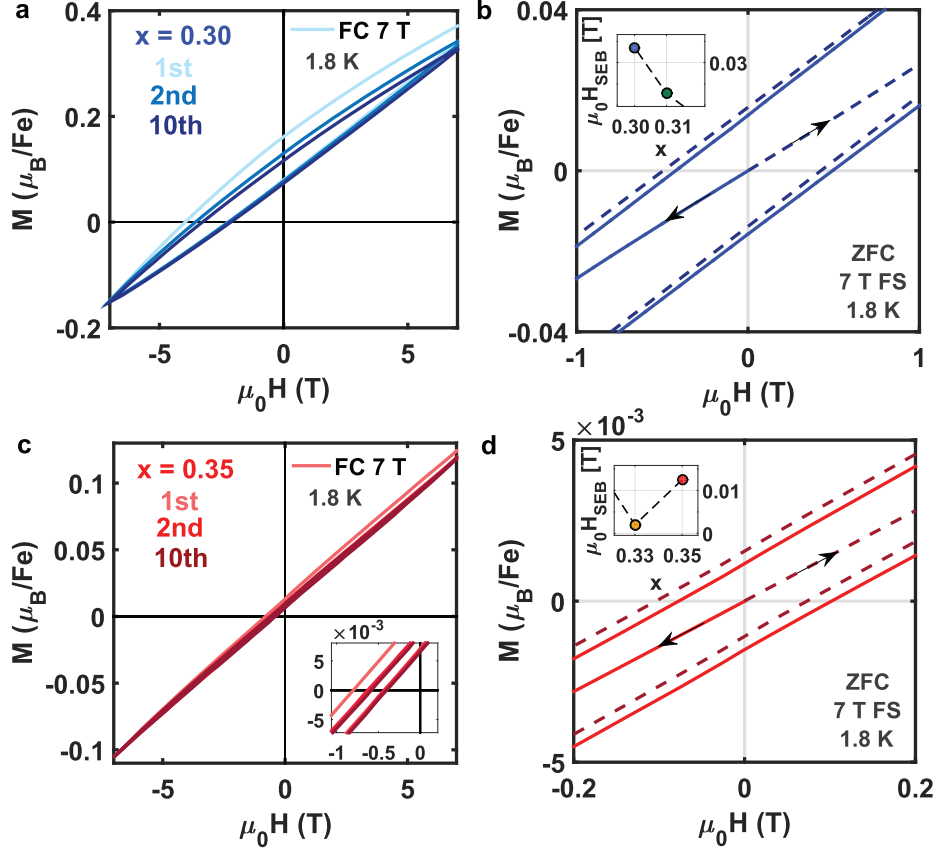 a
0.4
0.2
0
-0.2
M (μB/Fe)
x = 0.30
1st
2nd
10th
FC 7 T
1.8 K
-5
0
5
μ0H (T)
b
0.04
0
-0.04
M (μB/Fe)
μ0HSEB [T]
0.03
0.30
0.31
x
ZFC
7 T FS
1.8 K
-1
0
1
μ0H (T)
c
0.1
0.05
0
-0.05
-0.1
M (μB/Fe)
x = 0.35
1st
2nd
10th
FC 7 T
1.8 K
×10-3
5
0
-5
-1
-0.5
0
-5
0
5
μ0H (T)
d
×10-3
5
0
-5
M (μB/Fe)
μ0HSEB [T]
0.01
0
0.33
0.35
x
ZFC
7 T FS
1.8 K
-0.2
0
0.2
μ0H (T)